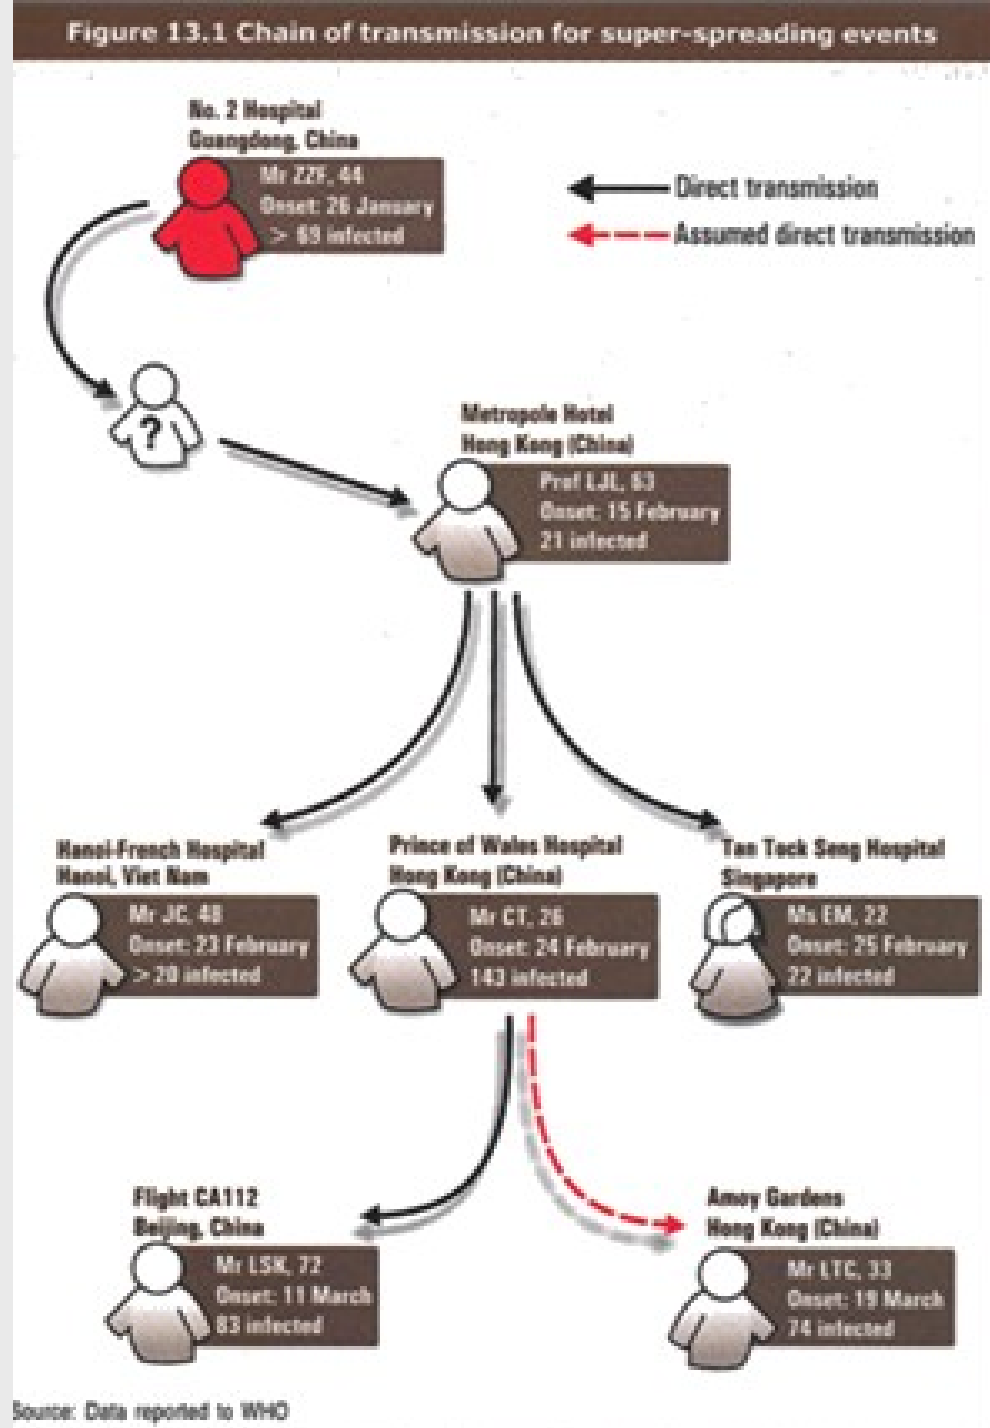 Figure 13.1 Chain of transmission for super-spreading events
No. 2 Hospital
Guangdong, China
Mr ZZF, 44
Onset: 26 January
> 69 infected
Direct transmission
Assumed direct transmission
?
Metropole Hotel
Hong Kong (China)
Prof LJL, 63
Onset: 15 February
21 infected
Hanoi-French Hospital
Hanoi, Viet Nam
Mr JC, 48
Onset: 23 February
> 20 infected
Prince of Wales Hospital
Hong Kong (China)
Mr CT, 26
Onset: 24 February
143 infected
Tan Tock Seng Hospital
Singapore
Ms EM, 22
Onset: 25 February
22 infected
Flight CA112
Beijing, China
Mr LSK, 72
Onset: 11 March
83 infected
Amoy Gardens
Hong Kong (China)
Mr LTC, 33
Onset: 19 March
74 infected
Source: Data reported to WHO